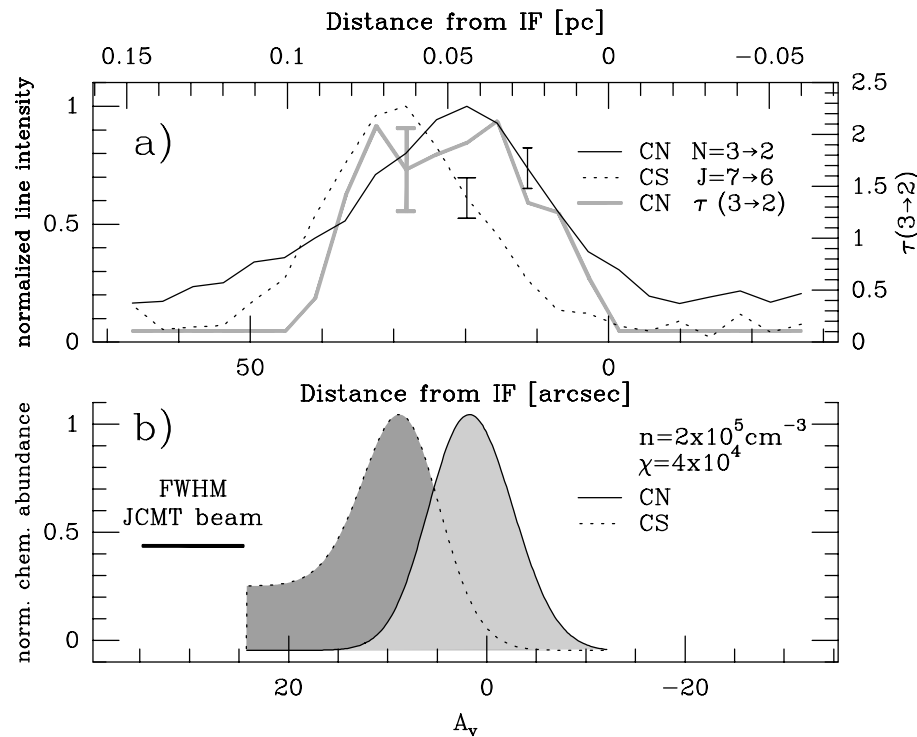 Distance from IF [pc]
0.15 0.1 0.05 0 −0.05
normalized line intensity
1
0.5
0
a)
CN N=3→2
CS J=7→6
CN τ (3→2)
2.5
2
1.5
1
0.5
0
τ(3→2)
50 0
Distance from IF [arcsec]
norm. chem. abundance
1
0.5
0
b)
FWHM
JCMT beam
n=2x10⁵cm⁻³
χ=4x10⁴
CN
CS
20 0 −20
Aᵥ